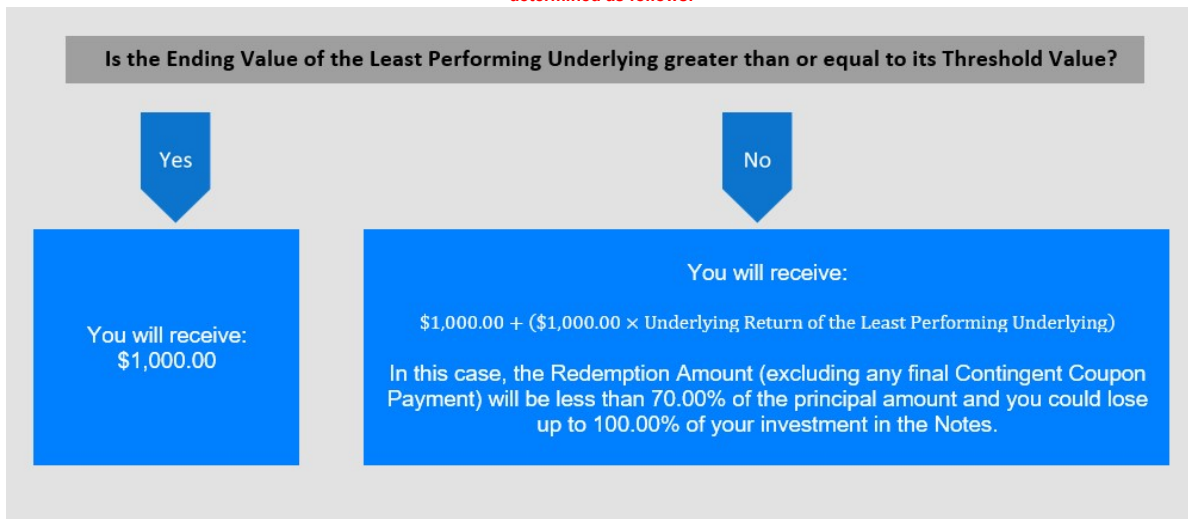 determined as follows:
Is the Ending Value of the Least Performing Underlying greater than or equal to its Threshold Value?
Yes
No
You will receive:
$1,000.00
You will receive:
$1,000.00 + ($1,000.00 × Underlying Return of the Least Performing Underlying)
In this case, the Redemption Amount (excluding any final Contingent Coupon
Payment) will be less than 70.00% of the principal amount and you could lose
up to 100.00% of your investment in the Notes.